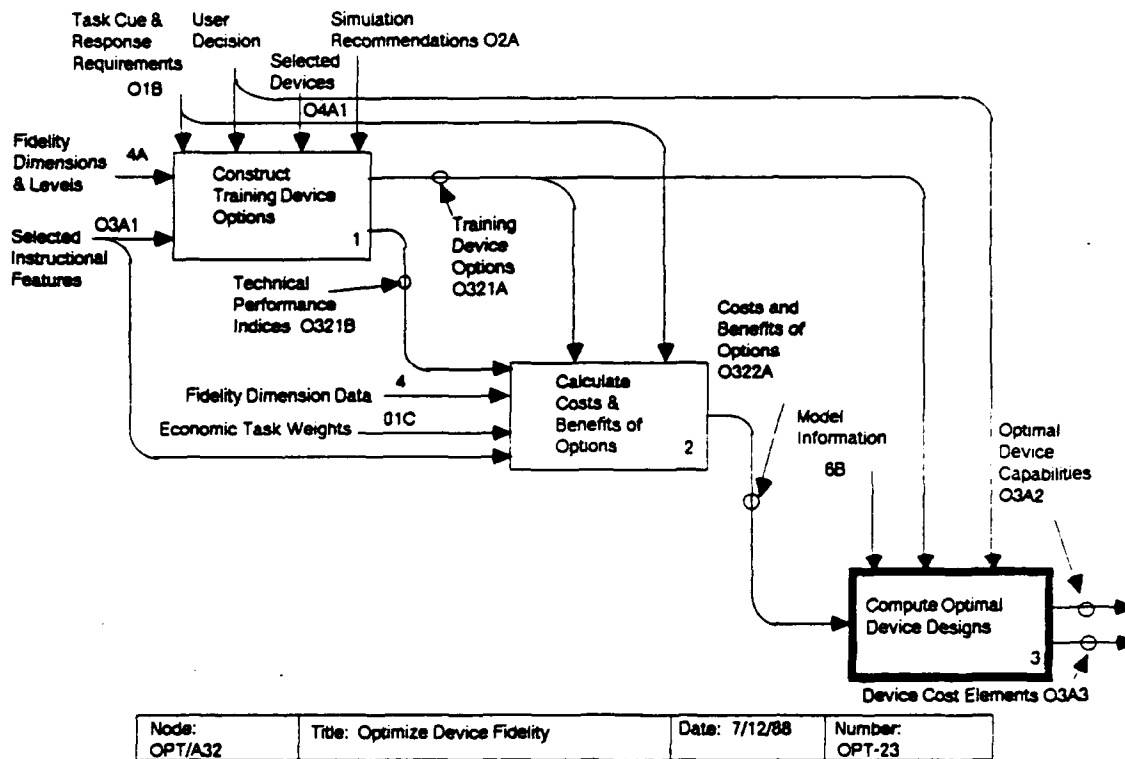 Task Cue &
Response
Requirements
O1B
User
Decision
Simulation
Recommendations O2A
Selected
Devices
O4A1
Fidelity
Dimensions
& Levels
4A
Construct
Training Device
Options
1
O3A1
Selected
Instructional
Features
Training
Device
Options
O321A
Technical
Performance
Indices O321B
Costs and
Benefits of
Options
O322A
Fidelity Dimension Data
4
Economic Task Weights
01C
Calculate
Costs &
Benefits of
Options
2
Model
Information
6B
Optimal
Device
Capabilities
O3A2
Compute Optimal
Device Designs
3
Device Cost Elements O3A3
Node:
OPT/A32
Title: Optimize Device Fidelity
Date: 7/12/88
Number:
OPT-23